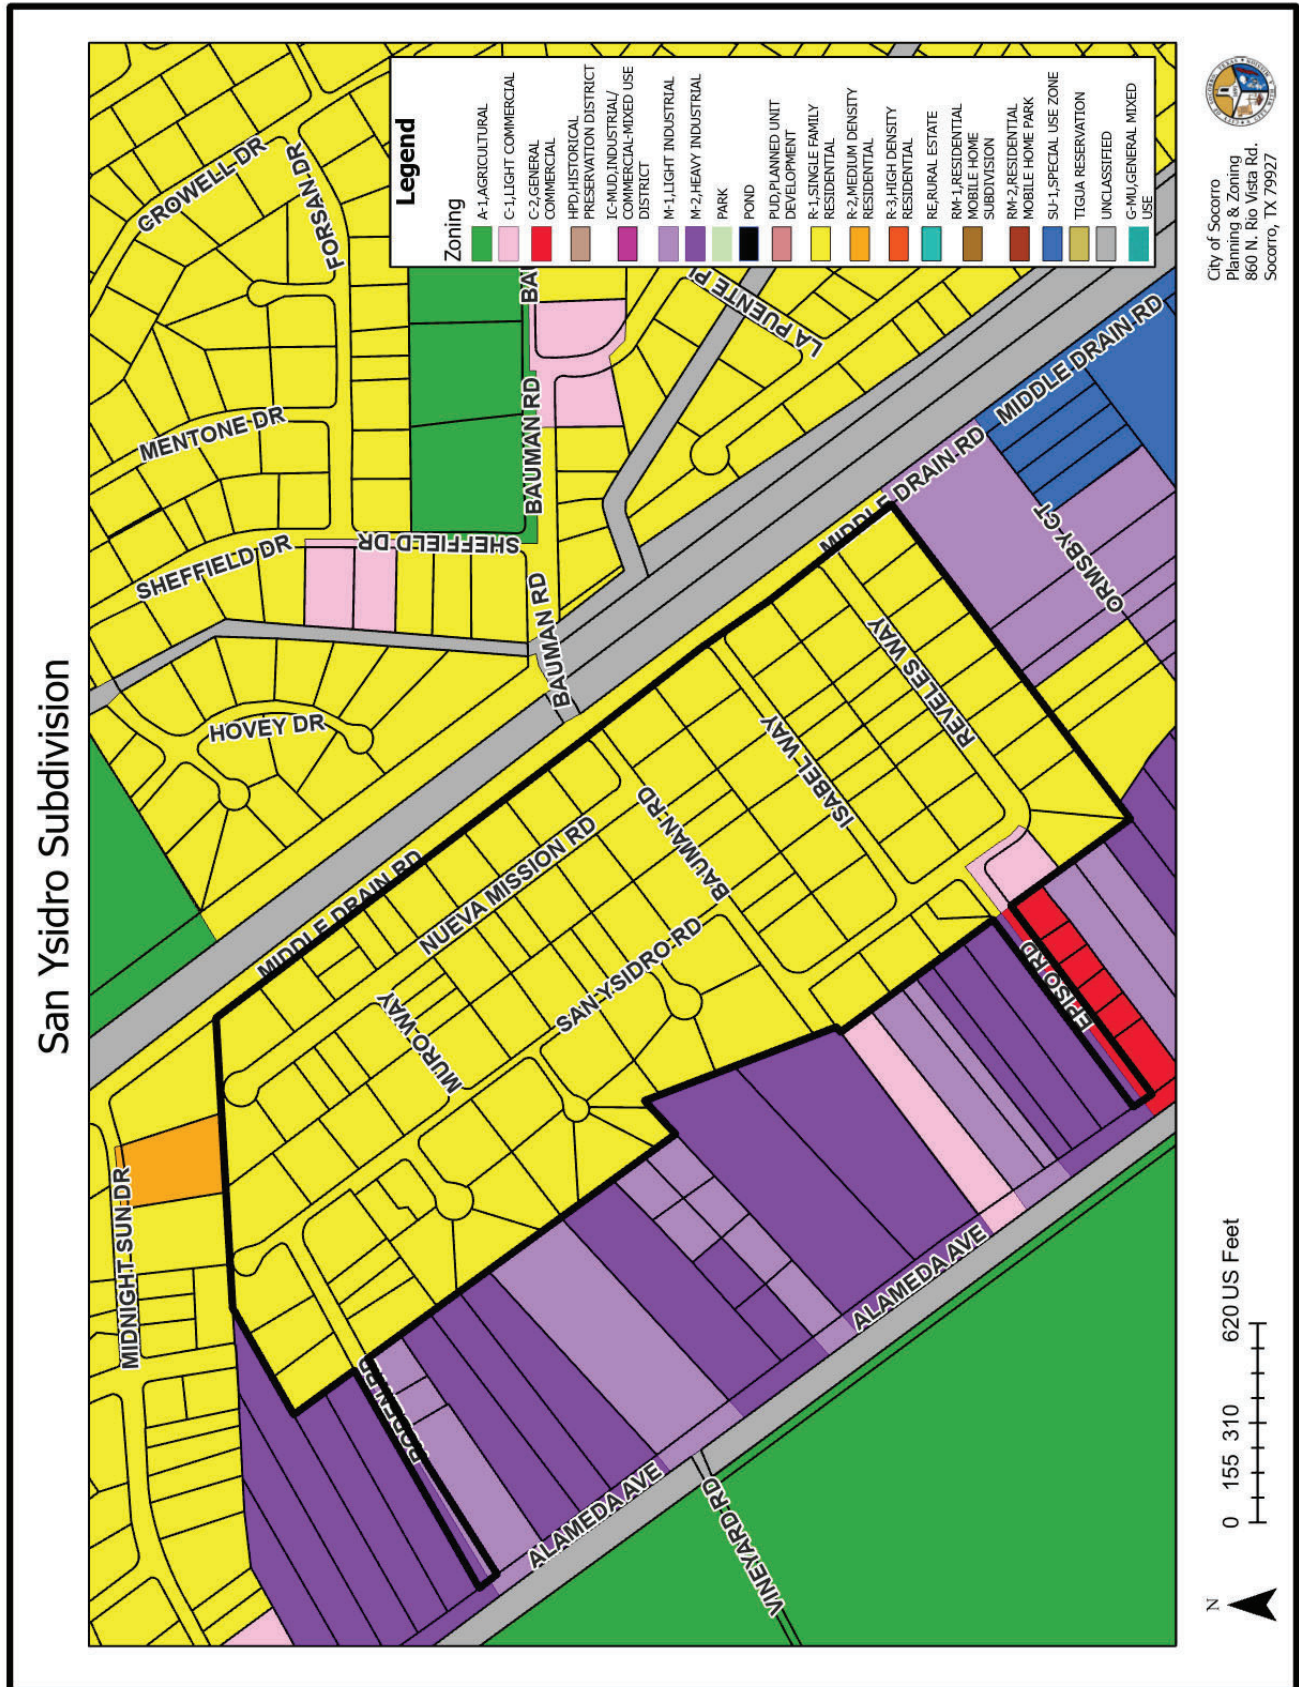 San Ysidro Subdivision
CROWELL DR
FORSAN DR
MENTONE DR
SHEFFIELD DR
SHEFFIELD DR
BAUMAN RD
BAU
BAUMAN RD
LA PUENTE PL
HOVEY DR
MIDDLE DRAIN RD
MIDDLE DRAIN RD
MIDDLE DRAIN RD
MIDDLE DRAIN RD
ORMSBY CT
REVELES WAY
ISABEL WAY
BAUMAN RD
NUEVA MISSION RD
SAN YSIDRO RD
MURO WAY
MIDNIGHT SUN DR
EPISO RD
ALAMEDA AVE
ALAMEDA AVE
VINEYARD RD
Legend
Zoning
A-1,AGRICULTURAL
C-1,LIGHT COMMERCIAL
C-2,GENERAL
COMMERCIAL
HPD,HISTORICAL
PRESERVATION DISTRICT
IC-MUD,INDUSTRIAL/
COMMERCIAL-MIXED USE
DISTRICT
M-1,LIGHT INDUSTRIAL
M-2,HEAVY INDUSTRIAL
PARK
POND
PUD,PLANNED UNIT
DEVELOPMENT
R-1,SINGLE FAMILY
RESIDENTIAL
R-2,MEDIUM DENSITY
RESIDENTIAL
R-3,HIGH DENSITY
RESIDENTIAL
RE,RURAL ESTATE
RM-1,RESIDENTIAL
MOBILE HOME
SUBDIVISION
RM-2,RESIDENTIAL
MOBILE HOME PARK
SU-1,SPECIAL USE ZONE
TIGUA RESERVATION
UNCLASSIFIED
G-MU,GENERAL MIXED
USE
N
0 155 310 620 US Feet
City of Socorro
Planning & Zoning
860 N. Rio Vista Rd.
Socorro, TX 79927